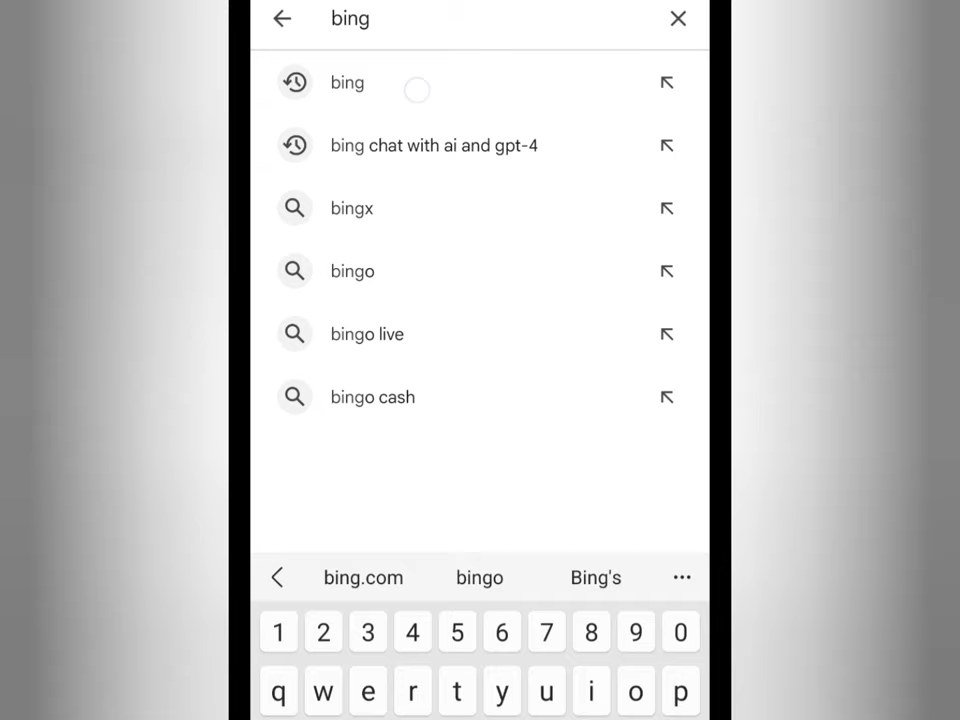 bing
bing
bing chat with ai and gpt-4
bingx
bingo
bingo live
bingo cash
bing.com bingo Bing's
1 2 3 4 5 6 7 8 9 0
q w e r t y u i o p